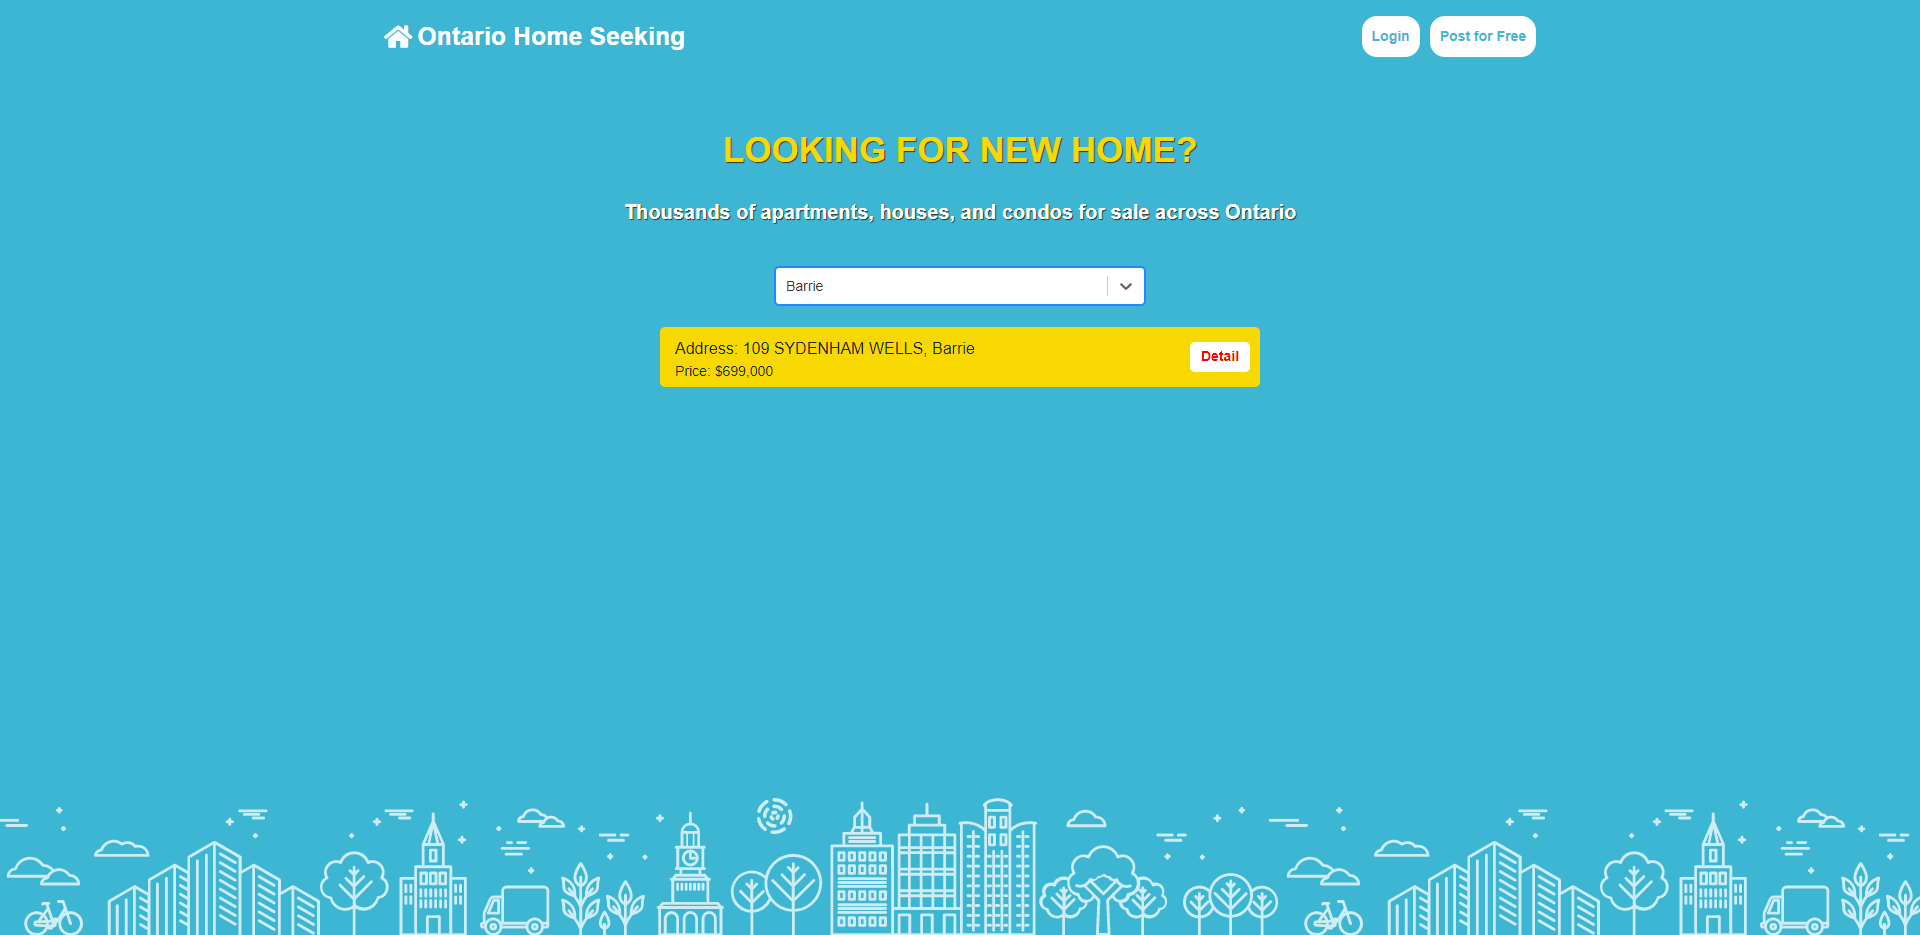 Ontario Home Seeking
Login
Post for Free
LOOKING FOR NEW HOME?
Thousands of apartments, houses, and condos for sale across Ontario
Barrie
Address: 109 SYDENHAM WELLS, Barrie
Price: $699,000
Detail